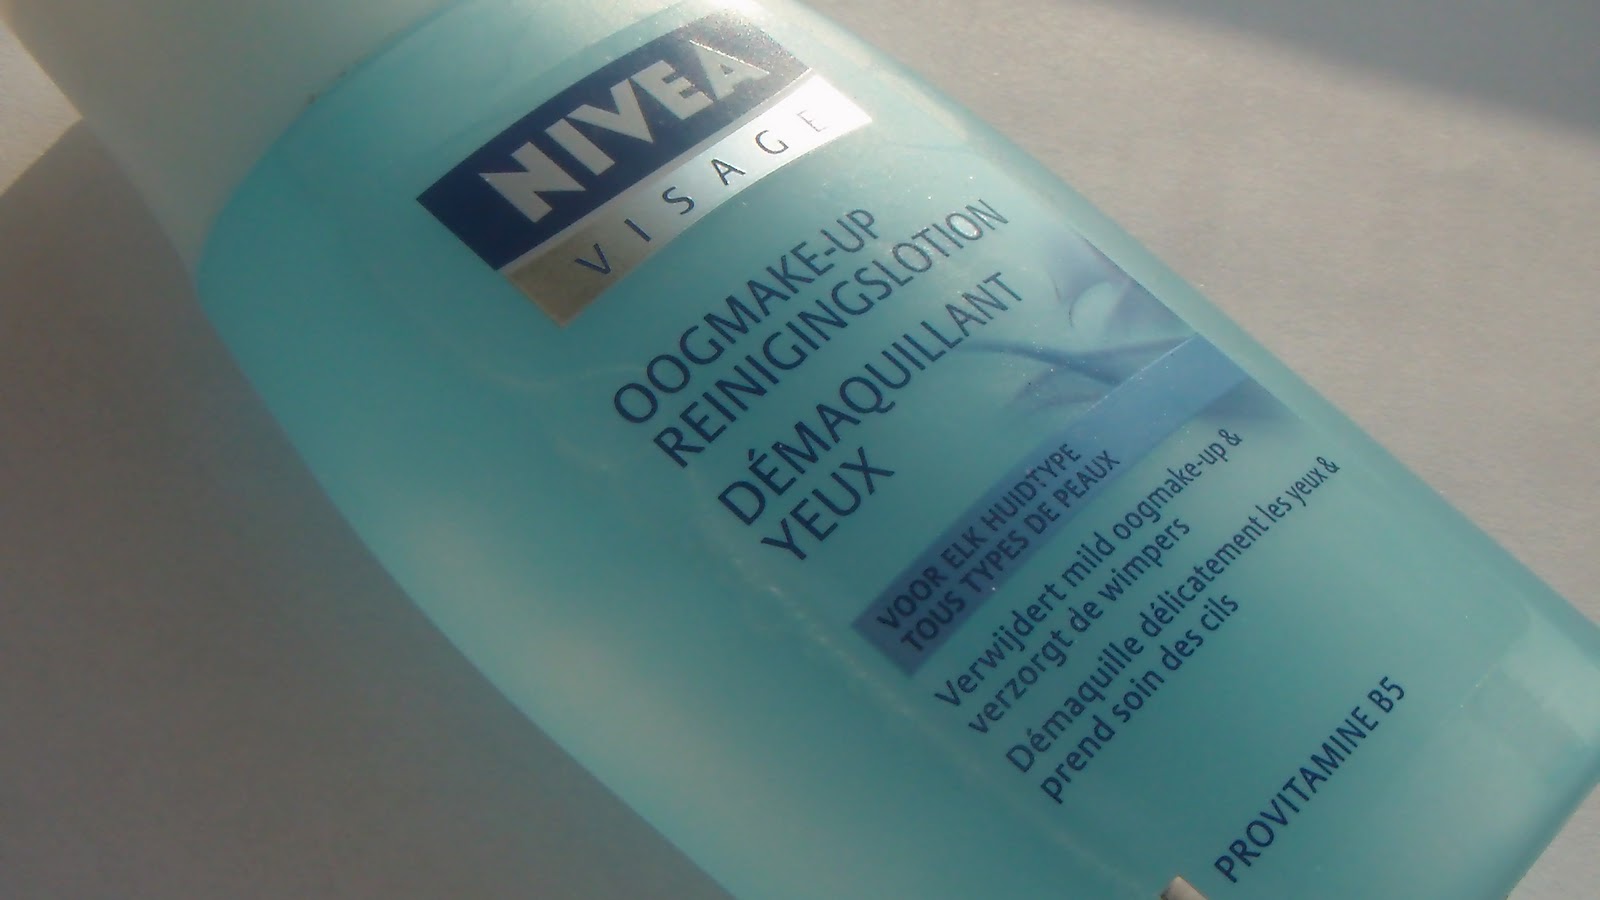 NIVEA
VISAGE
OOGMAKE-UP
REINIGINGSLOTION
DÉMAQUILLANT
YEUX
VOOR ELK HUIDTYPE
TOUS TYPES DE PEAUX
Verwijdert mild oogmake-up &
verzorgt de wimpers
Démaquille délicatement les yeux &
prend soin des cils
PROVITAMINE B5